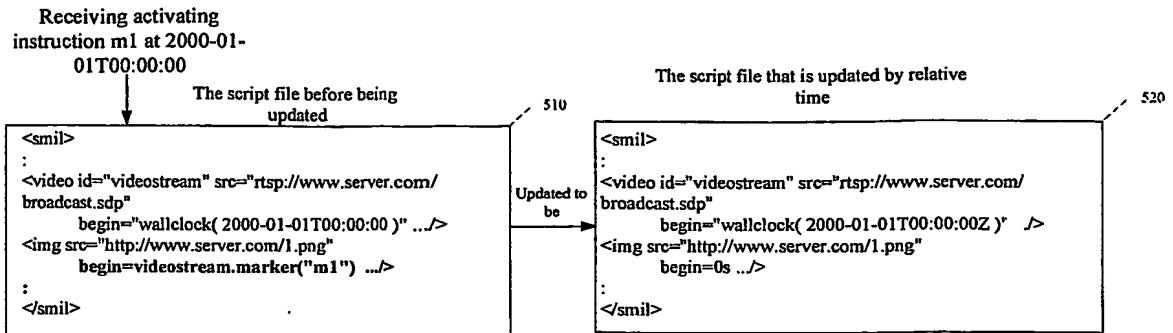 Receiving activating
instruction m1 at 2000-01-
01T00:00:00
The script file before being
updated
510
<smil>
:
<video id="videostream" src="rtsp://www.server.com/
broadcast.sdp"
begin="wallclock( 2000-01-01T00:00:00 )" .../>
<img src="http://www.server.com/1.png"
begin=videostream.marker("m1") .../>
:
</smil>
Updated to
be
The script file that is updated by relative
time
520
<smil>
:
<video id="videostream" src="rtsp://www.server.com/
broadcast.sdp"
begin="wallclock( 2000-01-01T00:00:00Z )" />
<img src="http://www.server.com/1.png"
begin=0s .../>
:
</smil>